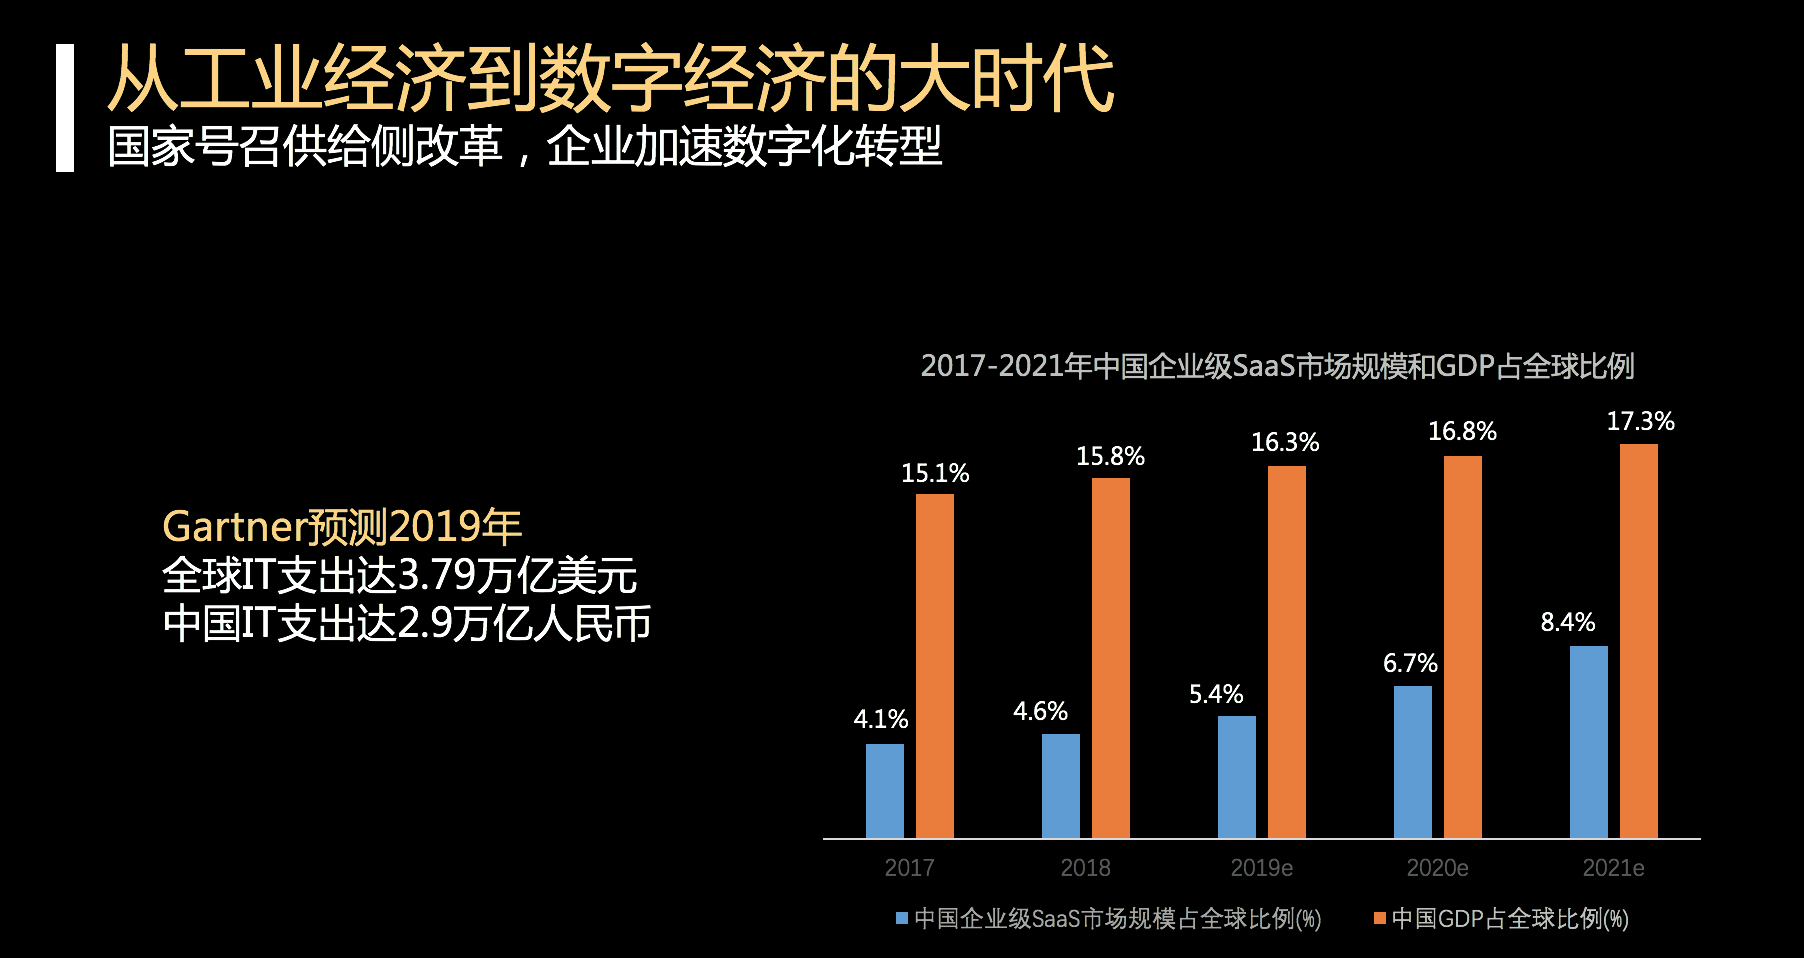 从工业经济到数字经济的大时代
国家号召供给侧改革，企业加速数字化转型
Gartner预测2019年
全球IT支出达3.79万亿美元
中国IT支出达2.9万亿人民币
2017-2021年中国企业级SaaS市场规模和GDP占全球比例
4.1% 15.1% 4.6% 15.8% 5.4% 16.3% 6.7% 16.8% 8.4% 17.3%
2017 2018 2019e 2020e 2021e
中国企业级SaaS市场规模占全球比例(%) 中国GDP占全球比例(%)